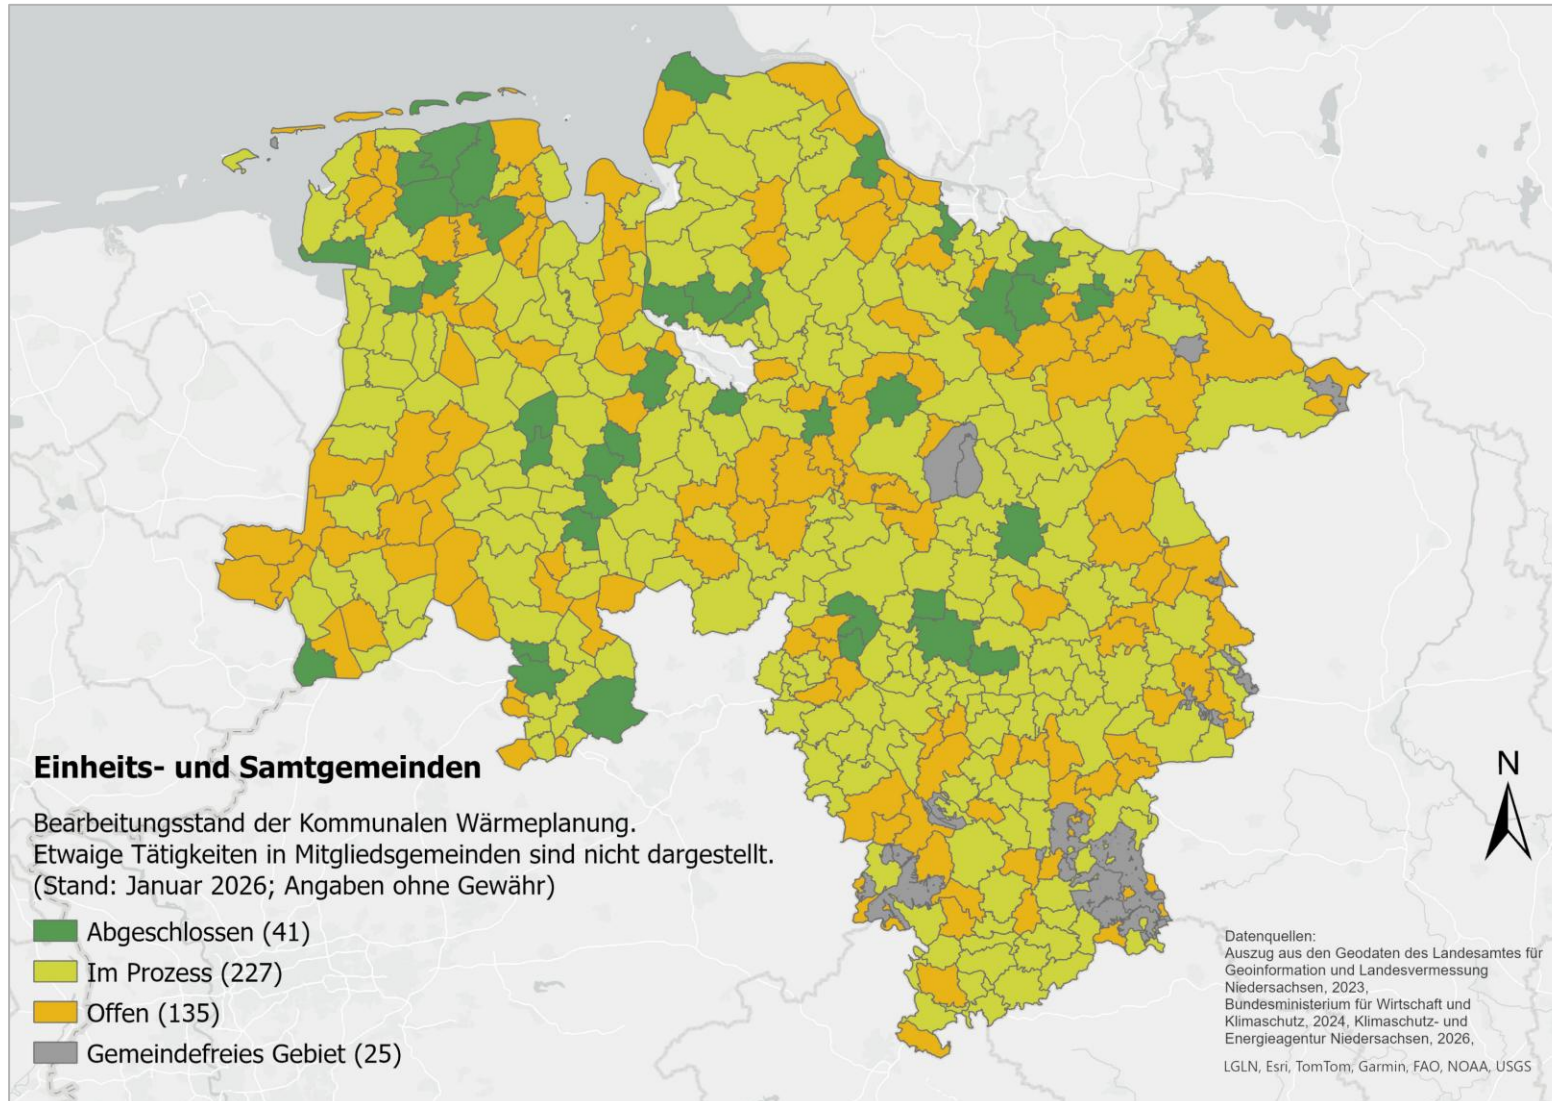 N
Einheits- und Samtgemeinden
Bearbeitungsstand der Kommunalen Wärmeplanung.
Etwaige Tätigkeiten in Mitgliedsgemeinden sind nicht dargestellt.
(Stand: Januar 2026; Angaben ohne Gewähr)
Abgeschlossen (41)
Im Prozess (227)
Offen (135)
Gemeindefreies Gebiet (25)
Datenquellen:
Auszug aus den Geodaten des Landesamtes für
Geoinformation und Landesvermessung
Niedersachsen, 2023,
Bundesministerium für Wirtschaft und
Klimaschutz, 2024, Klimaschutz- und
Energieagentur Niedersachsen, 2026,
LGLN, Esri, TomTom, Garmin, FAO, NOAA, USGS